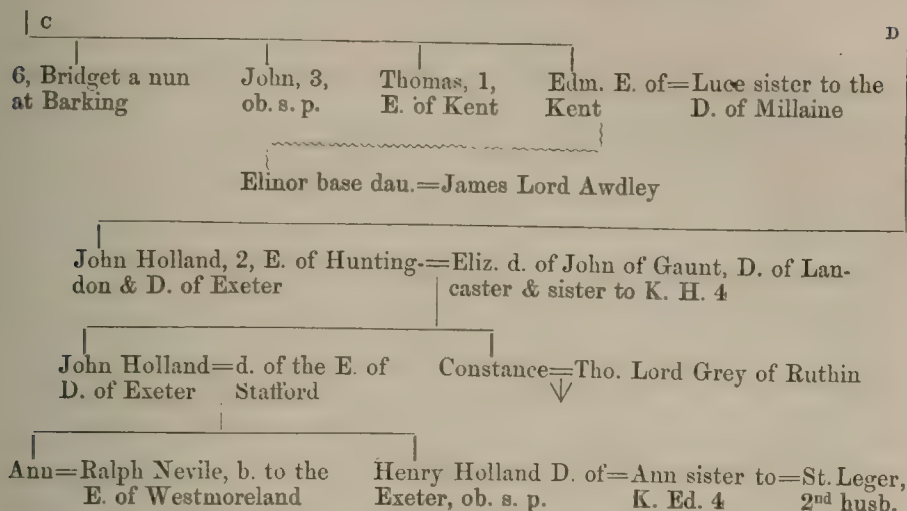 C D
6, Bridget a nun at Barking
John, 3, ob. s. p.
Thomas, 1, E. of Kent
Edm. E. of Kent=Luce sister to the D. of Millaine
Elinor base dau.=James Lord Awdley
John Holland, 2, E. of Hunting-don & D. of Exeter=Eliz. d. of John of Gaunt, D. of Lan-caster & sister to K. H. 4
John Holland D. of Exeter=d. of the E. of Stafford
Constance=Tho. Lord Grey of Ruthin
Ann=Ralph Nevile, b. to the E. of Westmoreland
Henry Holland D. of Exeter, ob. s. p.=Ann sister to K. Ed. 4=St. Leger, 2nd husb.